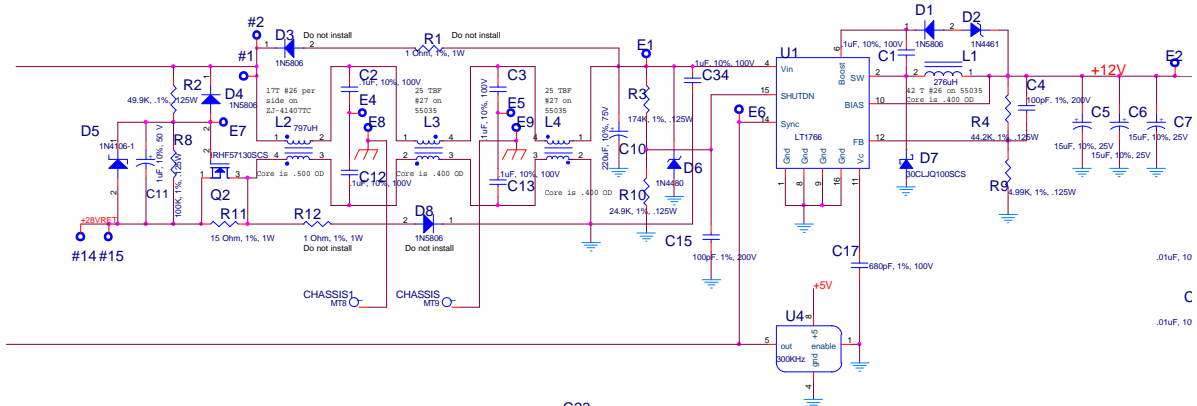 #2
D3
Do not install
R1
Do not install
1 Ohm, 1%, 1W
1N5806
#1
R2
49.9K, .1%, .125W
D4
1N5806
17T #26 per
side on
ZJ-41407TC
L2
797uH
Core is .500 OD
C2
.1uF, 10%, 100V
E4
E8
C12
.1uF, 10%, 100V
25 TBF
#27 on
55035
L3
Core is .400 OD
C3
.1uF, 10%, 100V
E5
E9
C13
.1uF, 10%, 100V
25 TBF
#27 on
55035
L4
Core is .400 OD
D5
1N4106-1
C11
.1uF, 10%, 50 V
R8
100K, 1%, .125W
E7
IRHF57130SCS
Q2
R11
15 Ohm, 1%, 1W
R12
1 Ohm, 1%, 1W
Do not install
D8
1N5806
Do not install
+28VRET
#14
#15
CHASSIS1
MT8
CHASSIS
MT9
E1
.1uF, 10%, 100V
C34
R3
174K, 1%, .125W
C10
220uF, 10%, 75V
R10
24.9K, 1%, .125W
D6
1N4480
C15
100pF, 1%, 200V
E6
U1
4
Vin
15
SHUTDN
14
Sync
LT1766
6
Boost
2
SW
10
BIAS
12
FB
Vc
11
Gnd
Gnd
Gnd
Gnd
1
8
9
16
.1uF, 10%, 100V
C1
D1
1N5806
D2
1N4461
L1
276uH
42 T #26 on 55035
Core is .400 OD
D7
30CLJQ100SCS
R4
44.2K, 1%, .125W
R9
4.99K, 1%, .125W
C4
100pF, 1%, 200V
+12V
E2
C5
15uF, 10%, 25V
C6
15uF, 10%, 25V
C7
15uF, 10%, 25V
C17
680pF, 1%, 100V
+5V
U4
8
+5
5
out
enable
1
300KHz
gnd
4
.01uF, 10
C
.01uF, 10